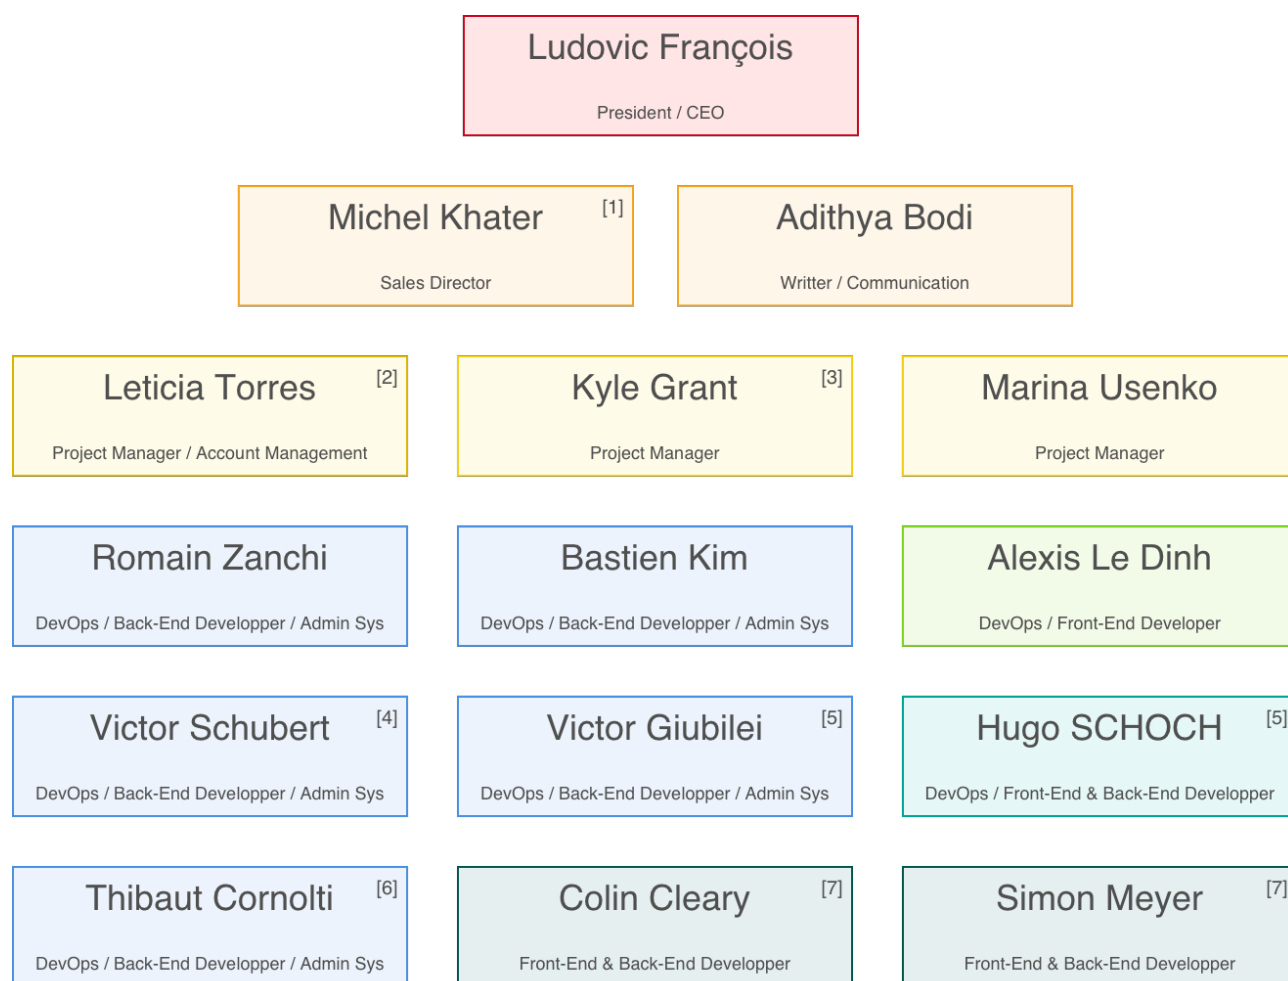 Ludovic François
President / CEO
Michel Khater [1]
Sales Director
Adithya Bodi
Writter / Communication
Leticia Torres [2]
Project Manager / Account Management
Kyle Grant [3]
Project Manager
Marina Usenko
Project Manager
Romain Zanchi
DevOps / Back-End Developper / Admin Sys
Bastien Kim
DevOps / Back-End Developper / Admin Sys
Alexis Le Dinh
DevOps / Front-End Developer
Victor Schubert [4]
DevOps / Back-End Developper / Admin Sys
Victor Giubilei [5]
DevOps / Back-End Developper / Admin Sys
Hugo SCHOCH [5]
DevOps / Front-End & Back-End Developper
Thibaut Cornolti [6]
DevOps / Back-End Developper / Admin Sys
Colin Cleary [7]
Front-End & Back-End Developper
Simon Meyer [7]
Front-End & Back-End Developper